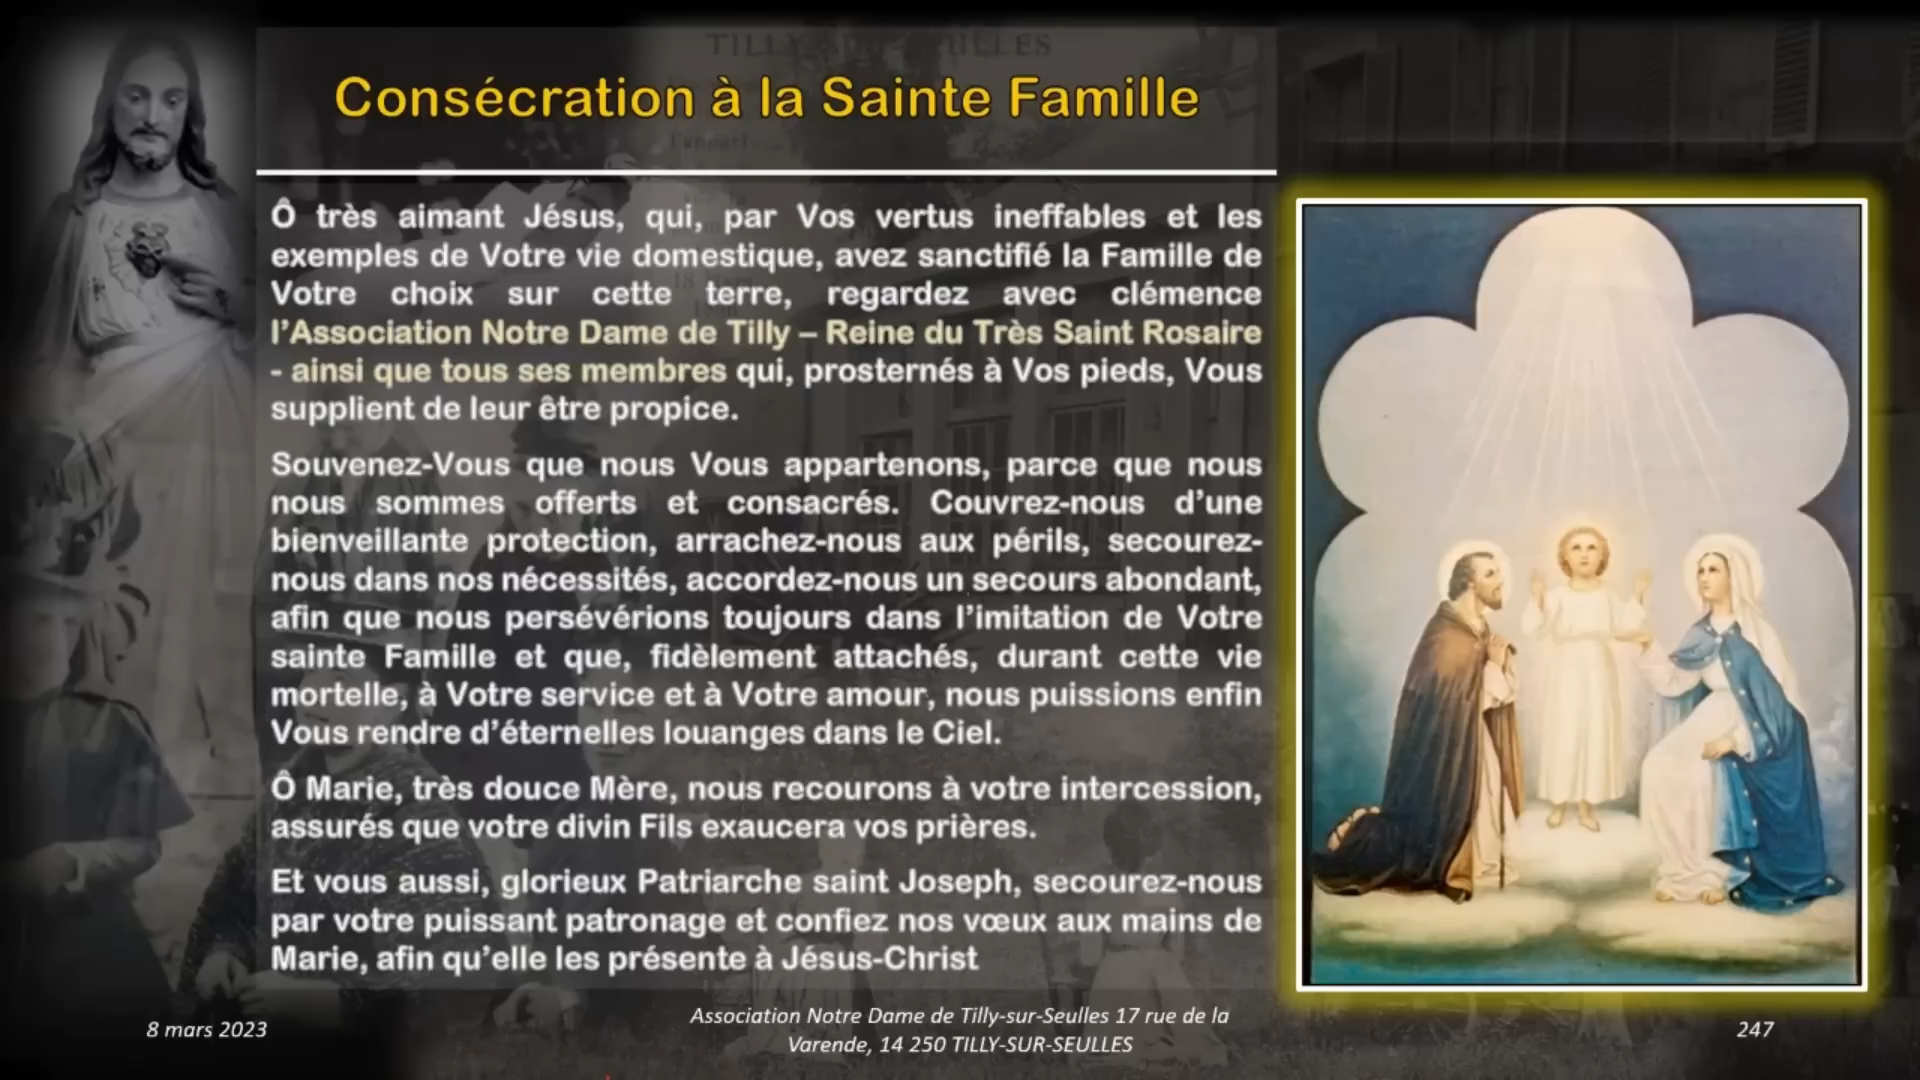 TILLY-SUR-SEULLES
Consécration à la Sainte Famille
Ô très aimant Jésus, qui, par Vos vertus ineffables et les
exemples de Votre vie domestique, avez sanctifié la Famille de
Votre choix sur cette terre, regardez avec clémence
l’Association Notre Dame de Tilly – Reine du Très Saint Rosaire
- ainsi que tous ses membres qui, prosternés à Vos pieds, Vous
supplient de leur être propice.
Souvenez-Vous que nous Vous appartenons, parce que nous
nous sommes offerts et consacrés. Couvrez-nous d’une
bienveillante protection, arrachez-nous aux périls, secourez-
nous dans nos nécessités, accordez-nous un secours abondant,
afin que nous persévérions toujours dans l’imitation de Votre
sainte Famille et que, fidèlement attachés, durant cette vie
mortelle, à Votre service et à Votre amour, nous puissions enfin
Vous rendre d’éternelles louanges dans le Ciel.
Ô Marie, très douce Mère, nous recourons à votre intercession,
assurés que votre divin Fils exaucera vos prières.
Et vous aussi, glorieux Patriarche saint Joseph, secourez-nous
par votre puissant patronage et confiez nos vœux aux mains de
Marie, afin qu’elle les présente à Jésus-Christ
8 mars 2023
Association Notre Dame de Tilly-sur-Seulles 17 rue de la
Varende, 14 250 TILLY-SUR-SEULLES
247